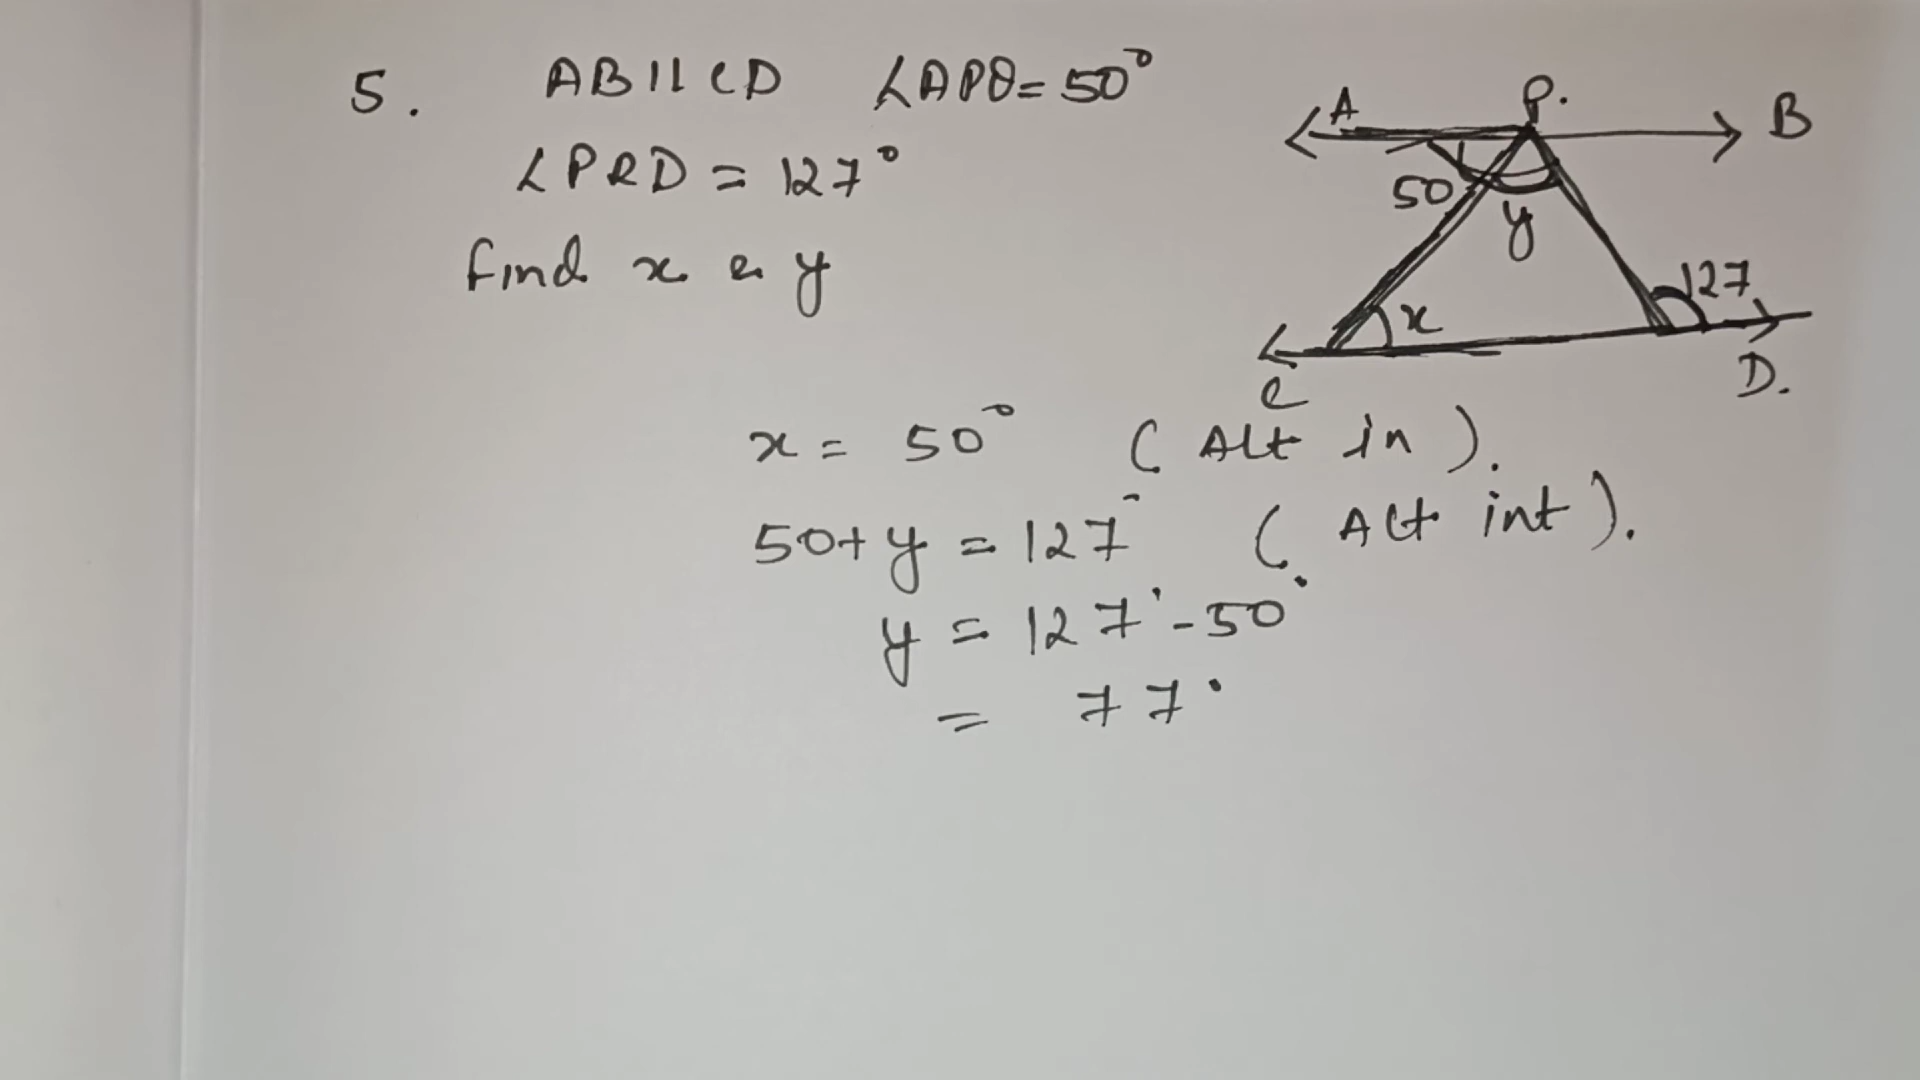 5. AB || CD ∠APQ = 50°
∠PRD = 127°
Find x & y
A P. B
50 y
x 127
C D.
x = 50° (Alt in).
50 + y = 127° (Alt int).
y = 127° - 50°
= 77°